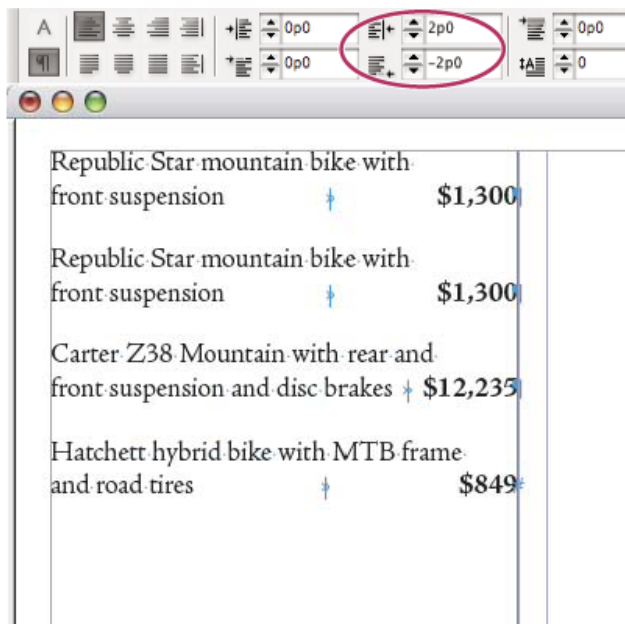 A 0p0 2p0 0p0
¶ 0p0 -2p0 0
Republic Star mountain bike with
front suspension $1,300
Republic Star mountain bike with
front suspension $1,300
Carter Z38 Mountain with rear and
front suspension and disc brakes $12,235
Hatchett hybrid bike with MTB frame
and road tires $849